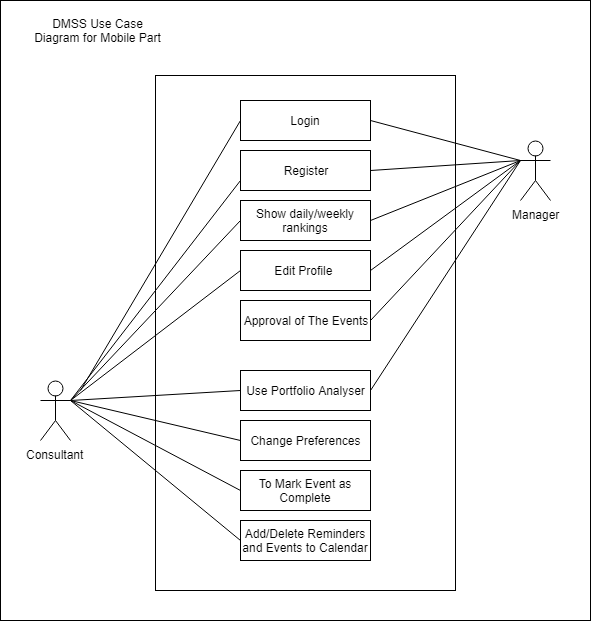 DMSS Use Case
Diagram for Mobile Part
Login
Register
Show daily/weekly
rankings
Edit Profile
Approval of The Events
Use Portfolio Analyser
Change Preferences
To Mark Event as
Complete
Add/Delete Reminders
and Events to Calendar
Manager
Consultant